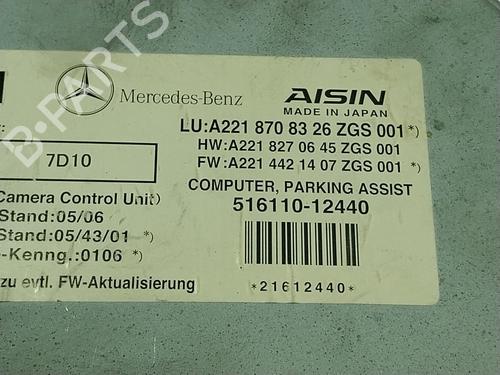 Mercedes-Benz
AISIN
MADE IN JAPAN
LU:A221 870 83 26 ZGS 001 *)
HW:A221 827 06 45 ZGS 001
FW:A221 442 14 07 ZGS 001 *)
7D10
COMPUTER, PARKING ASSIST
516110-12440
Camera Control Unit)
Stand:05/06
Stand:05/43/01 *)
-Kenng.:0106 *)
zu evtl. FW-Aktualisierung
*21612440*
B-PARTS